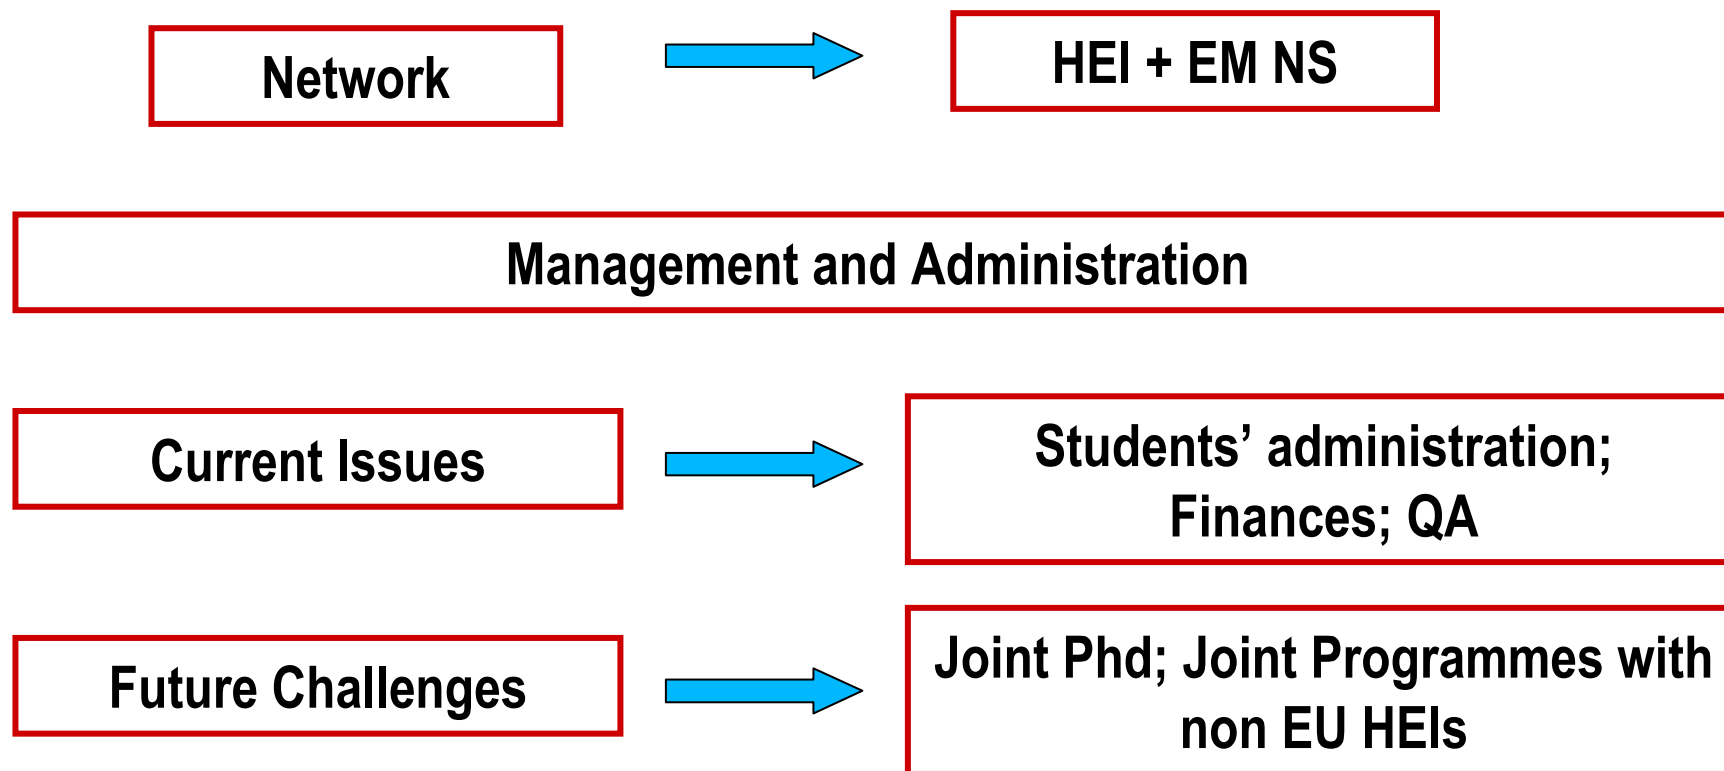 Network
HEI + EM NS
Management and Administration
Current Issues
Students’ administration;
Finances; QA
Future Challenges
Joint Phd; Joint Programmes with
non EU HEIs